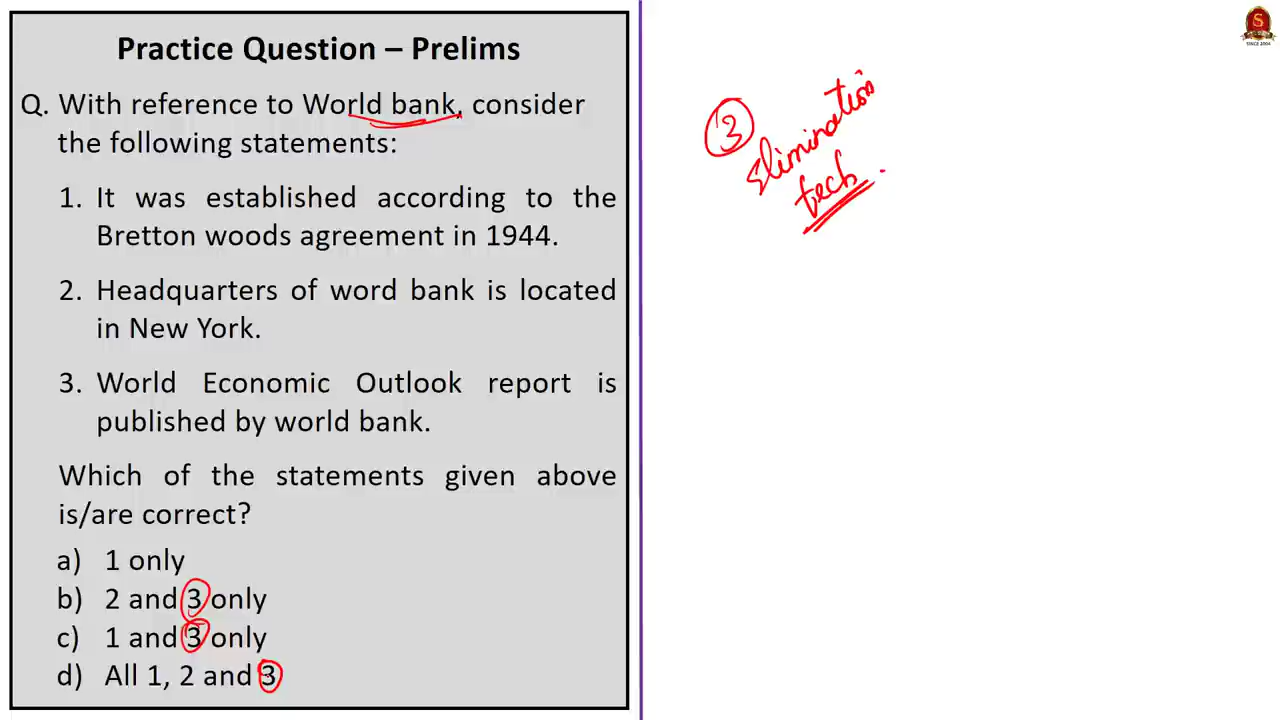 Practice Question – Prelims
Q. With reference to World bank, consider
the following statements:
1. It was established according to the
Bretton woods agreement in 1944.
2. Headquarters of word bank is located
in New York.
3. World Economic Outlook report is
published by world bank.
Which of the statements given above
is/are correct?
a) 1 only
b) 2 and 3 only
c) 1 and 3 only
d) All 1, 2 and 3
3
Elimination
tech.
S
SINCE 2004